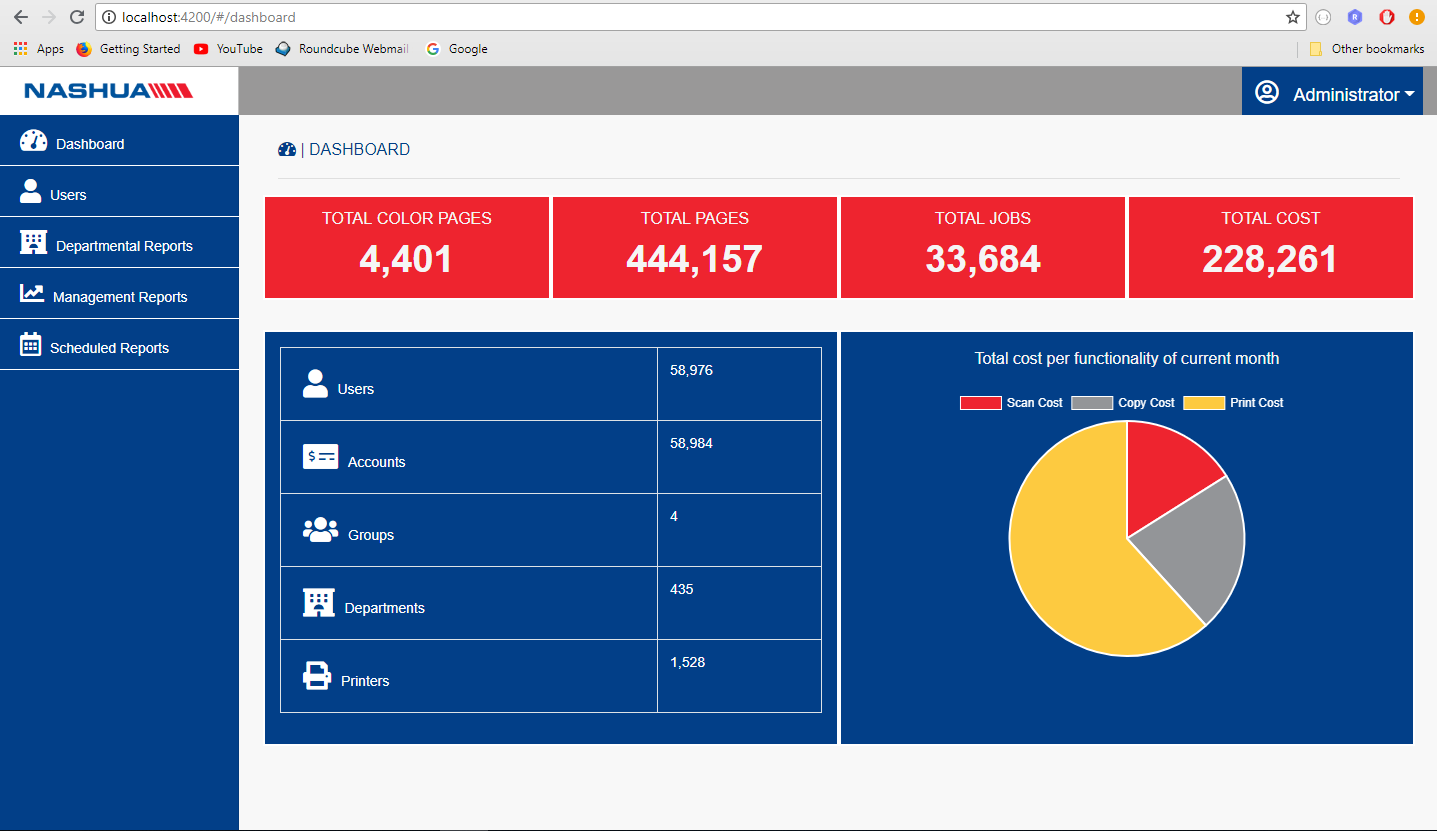 localhost:4200/#/dashboard
Apps Getting Started YouTube Roundcube Webmail Google Other bookmarks
NASHUA
Administrator
Dashboard
Users
Departmental Reports
Management Reports
Scheduled Reports
| DASHBOARD
TOTAL COLOR PAGES
4,401
TOTAL PAGES
444,157
TOTAL JOBS
33,684
TOTAL COST
228,261
Users 58,976
Accounts 58,984
Groups 4
Departments 435
Printers 1,528
Total cost per functionality of current month
Scan Cost Copy Cost Print Cost